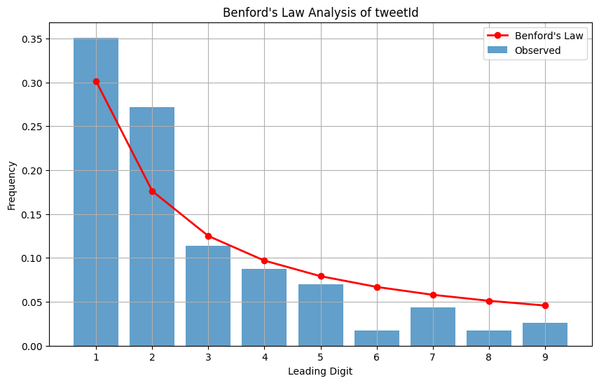 Benford's Law Analysis of tweetId
Benford's Law
Observed
Frequency
0.35
0.30
0.25
0.20
0.15
0.10
0.05
0.00
1 2 3 4 5 6 7 8 9
Leading Digit